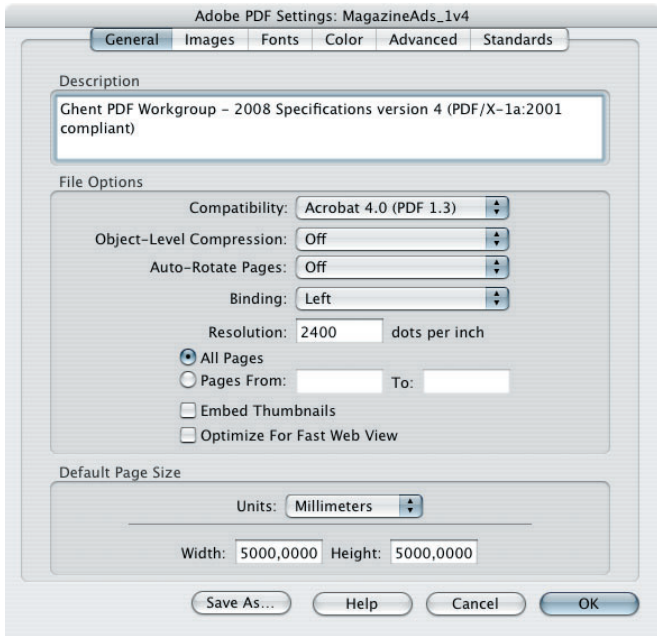 Adobe PDF Settings: MagazineAds_1v4
General Images Fonts Color Advanced Standards
Description
Ghent PDF Workgroup – 2008 Specifications version 4 (PDF/X-1a:2001
compliant)
File Options
Compatibility: Acrobat 4.0 (PDF 1.3)
Object-Level Compression: Off
Auto-Rotate Pages: Off
Binding: Left
Resolution: 2400 dots per inch
All Pages
Pages From: To:
Embed Thumbnails
Optimize For Fast Web View
Default Page Size
Units: Millimeters
Width: 5000,0000 Height: 5000,0000
Save As... Help Cancel OK